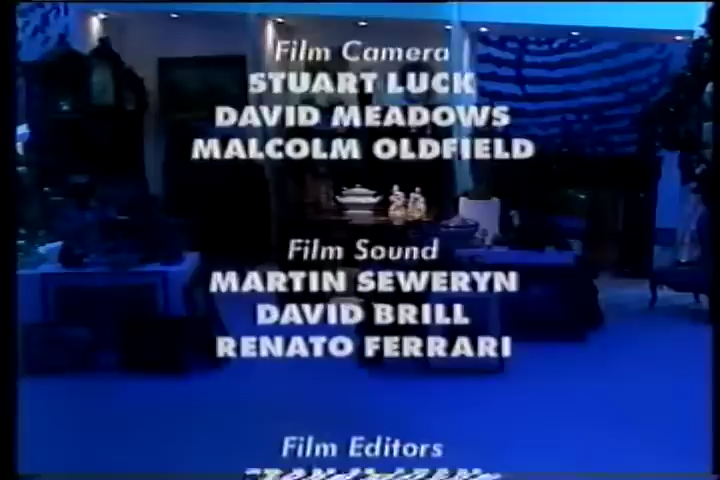 Film Camera
STUART LUCK
DAVID MEADOWS
MALCOLM OLDFIELD
Film Sound
MARTIN SEWERYN
DAVID BRILL
RENATO FERRARI
Film Editors